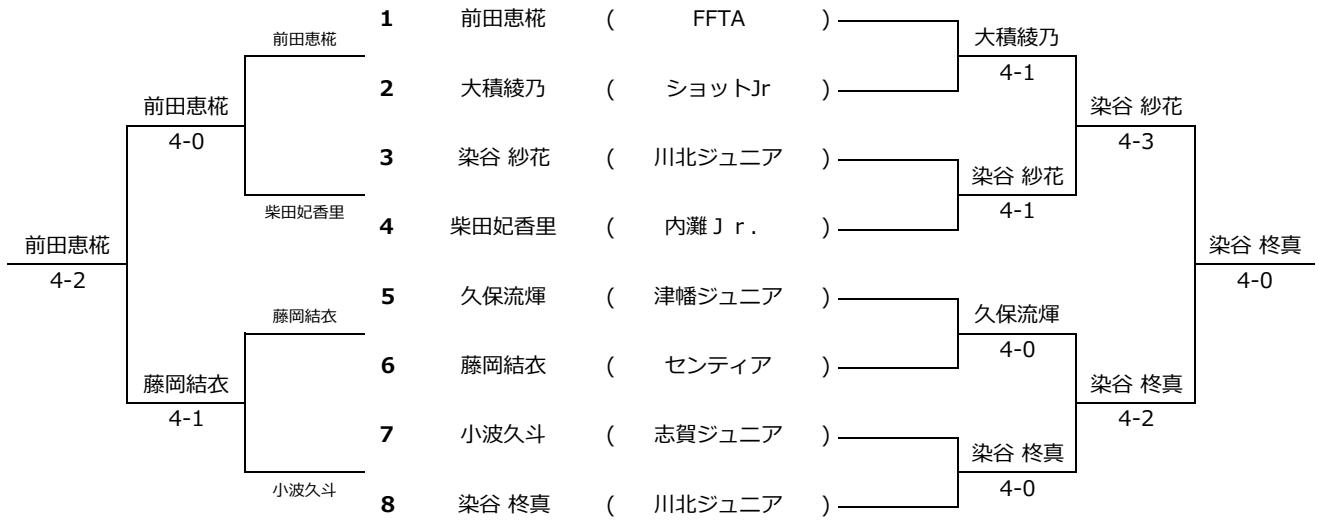 1 前田恵椛 ( FFTA )
前田恵椛
大積綾乃
4-1
2 大積綾乃 ( ショットJr )
前田恵椛
4-0
染谷 紗花
4-3
3 染谷 紗花 ( 川北ジュニア )
染谷 紗花
4-1
柴田妃香里
4 柴田妃香里 ( 内灘Ｊｒ. )
前田恵椛
4-2
染谷 柊真
4-0
5 久保流煇 ( 津幡ジュニア )
藤岡結衣
久保流煇
4-0
6 藤岡結衣 ( センティア )
藤岡結衣
4-1
染谷 柊真
4-2
7 小波久斗 ( 志賀ジュニア )
染谷 柊真
4-0
小波久斗
8 染谷 柊真 ( 川北ジュニア )